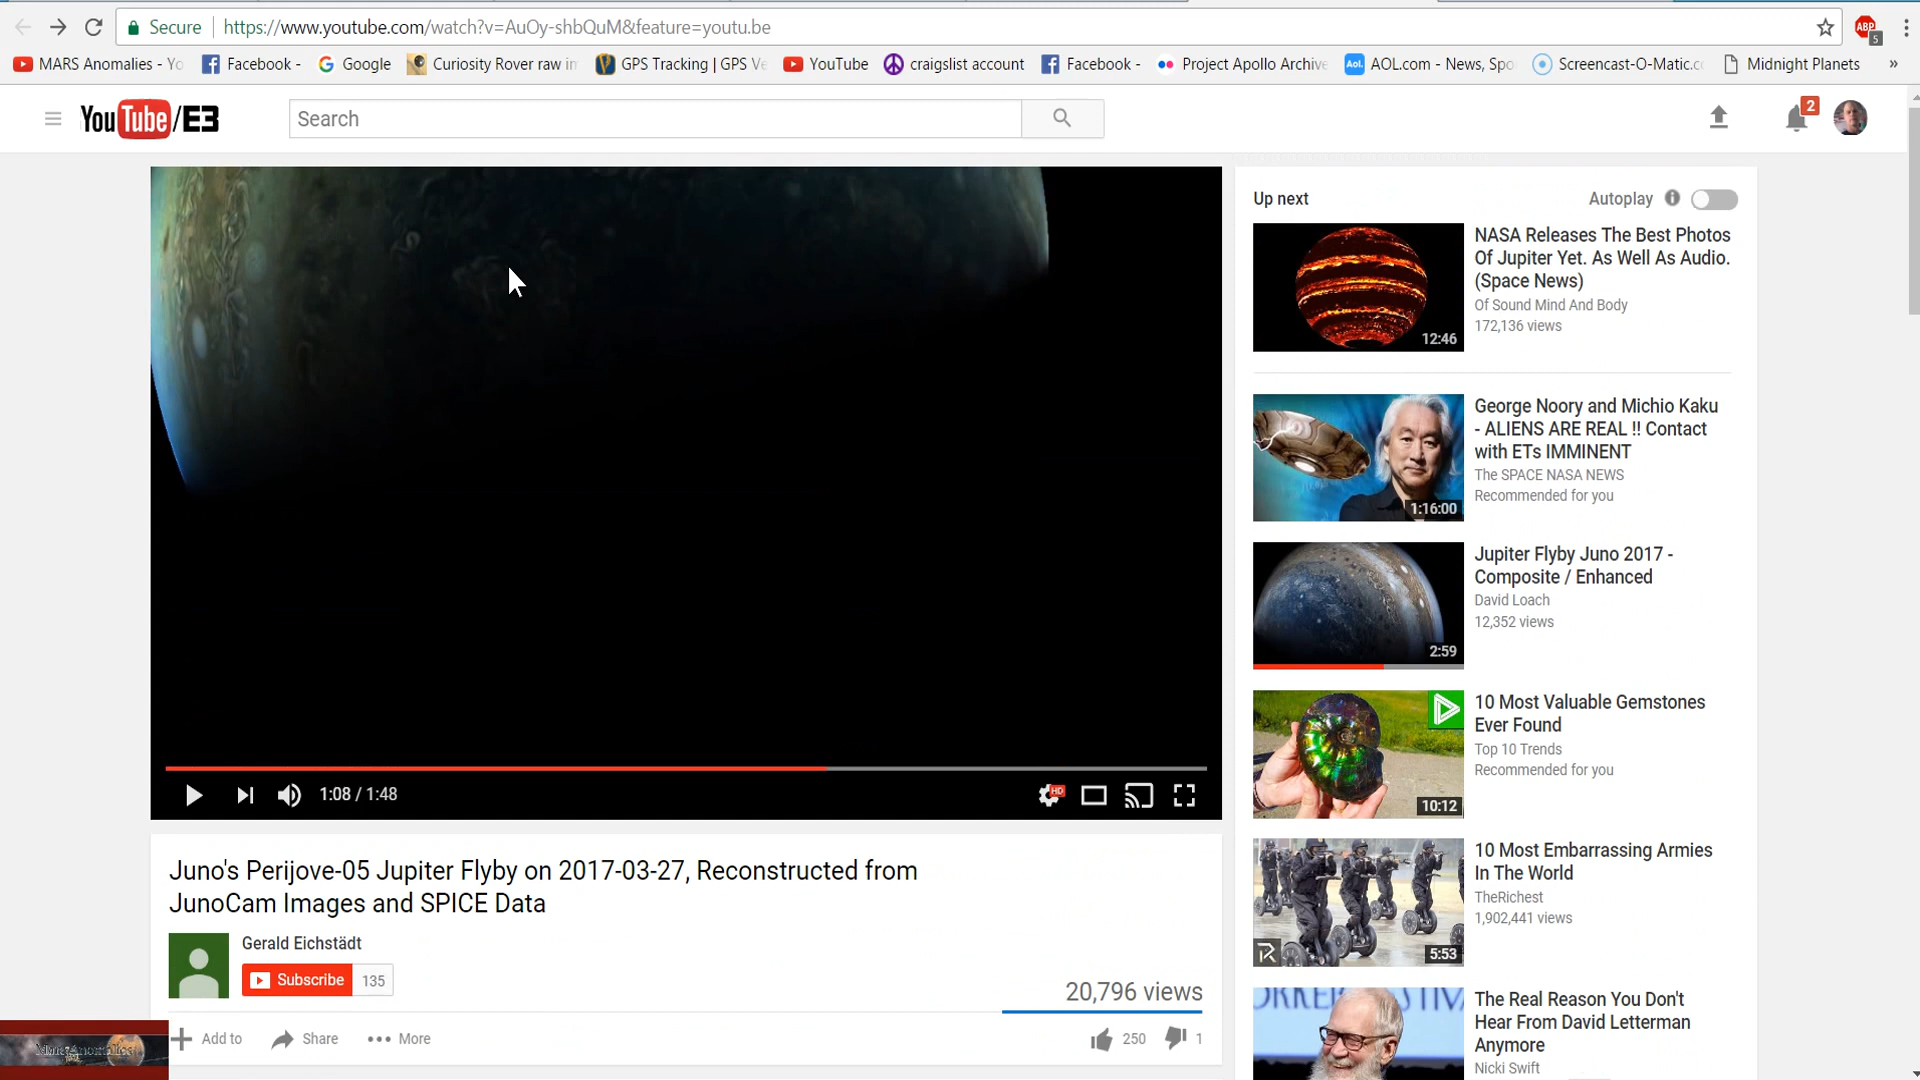 Secure https://www.youtube.com/watch?v=AuOy-shbQuM&feature=youtu.be
MARS Anomalies - Yo Facebook - Google Curiosity Rover raw in GPS Tracking | GPS Ve YouTube craigslist account Facebook - Project Apollo Archive Aol. AOL.com - News, Spo Screencast-O-Matic.co Midnight Planets »
ABP 5
YouTube/E3 Search 2
Up next Autoplay
NASA Releases The Best Photos
Of Jupiter Yet. As Well As Audio.
(Space News)
Of Sound Mind And Body
172,136 views
12:46
George Noory and Michio Kaku
- ALIENS ARE REAL !! Contact
with ETs IMMINENT
The SPACE NASA NEWS
Recommended for you
1:16:00
Jupiter Flyby Juno 2017 -
Composite / Enhanced
David Loach
12,352 views
2:59
10 Most Valuable Gemstones
Ever Found
Top 10 Trends
Recommended for you
10:12
10 Most Embarrassing Armies
In The World
TheRichest
1,902,441 views
5:53
The Real Reason You Don't
Hear From David Letterman
Anymore
Nicki Swift
1:08 / 1:48 HD
Juno's Perijove-05 Jupiter Flyby on 2017-03-27, Reconstructed from
JunoCam Images and SPICE Data
Gerald Eichstädt
Subscribe 135
20,796 views
Add to Share More 250 1